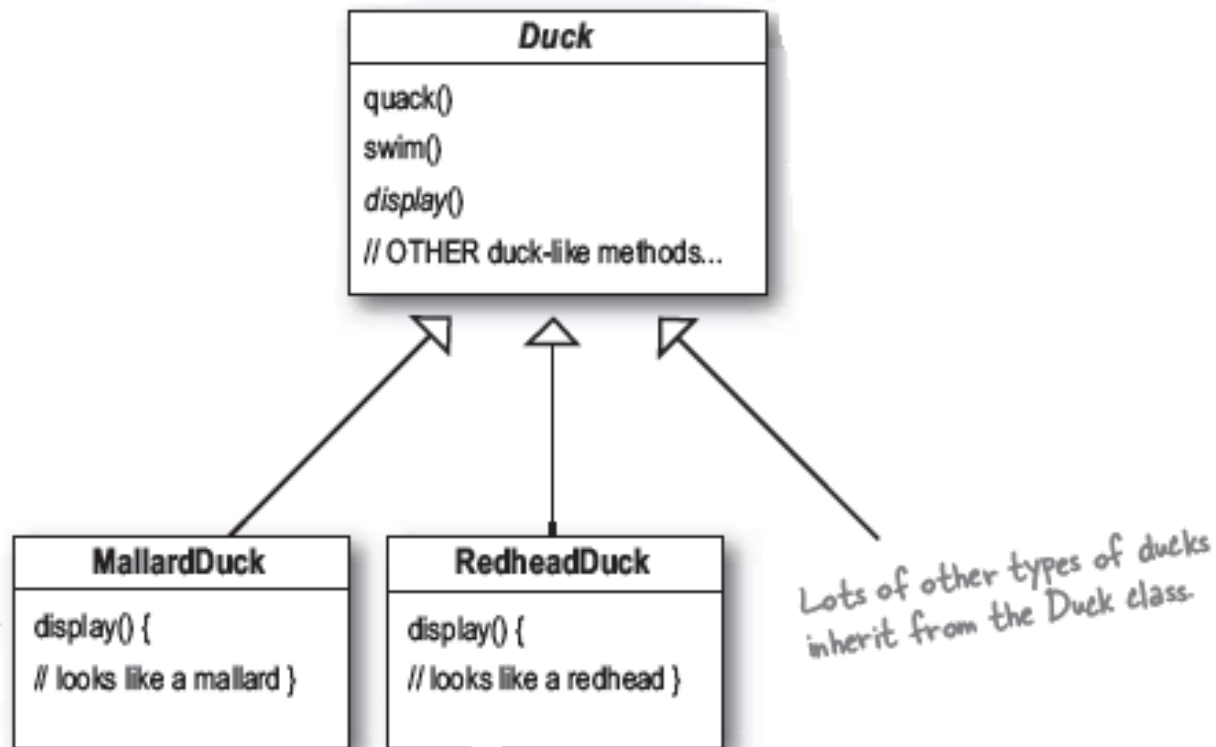 Duck
quack()
swim()
display()
// OTHER duck-like methods...
MallardDuck
display() {
// looks like a mallard }
RedheadDuck
display() {
// looks like a redhead }
Lots of other types of ducks
inherit from the Duck class.